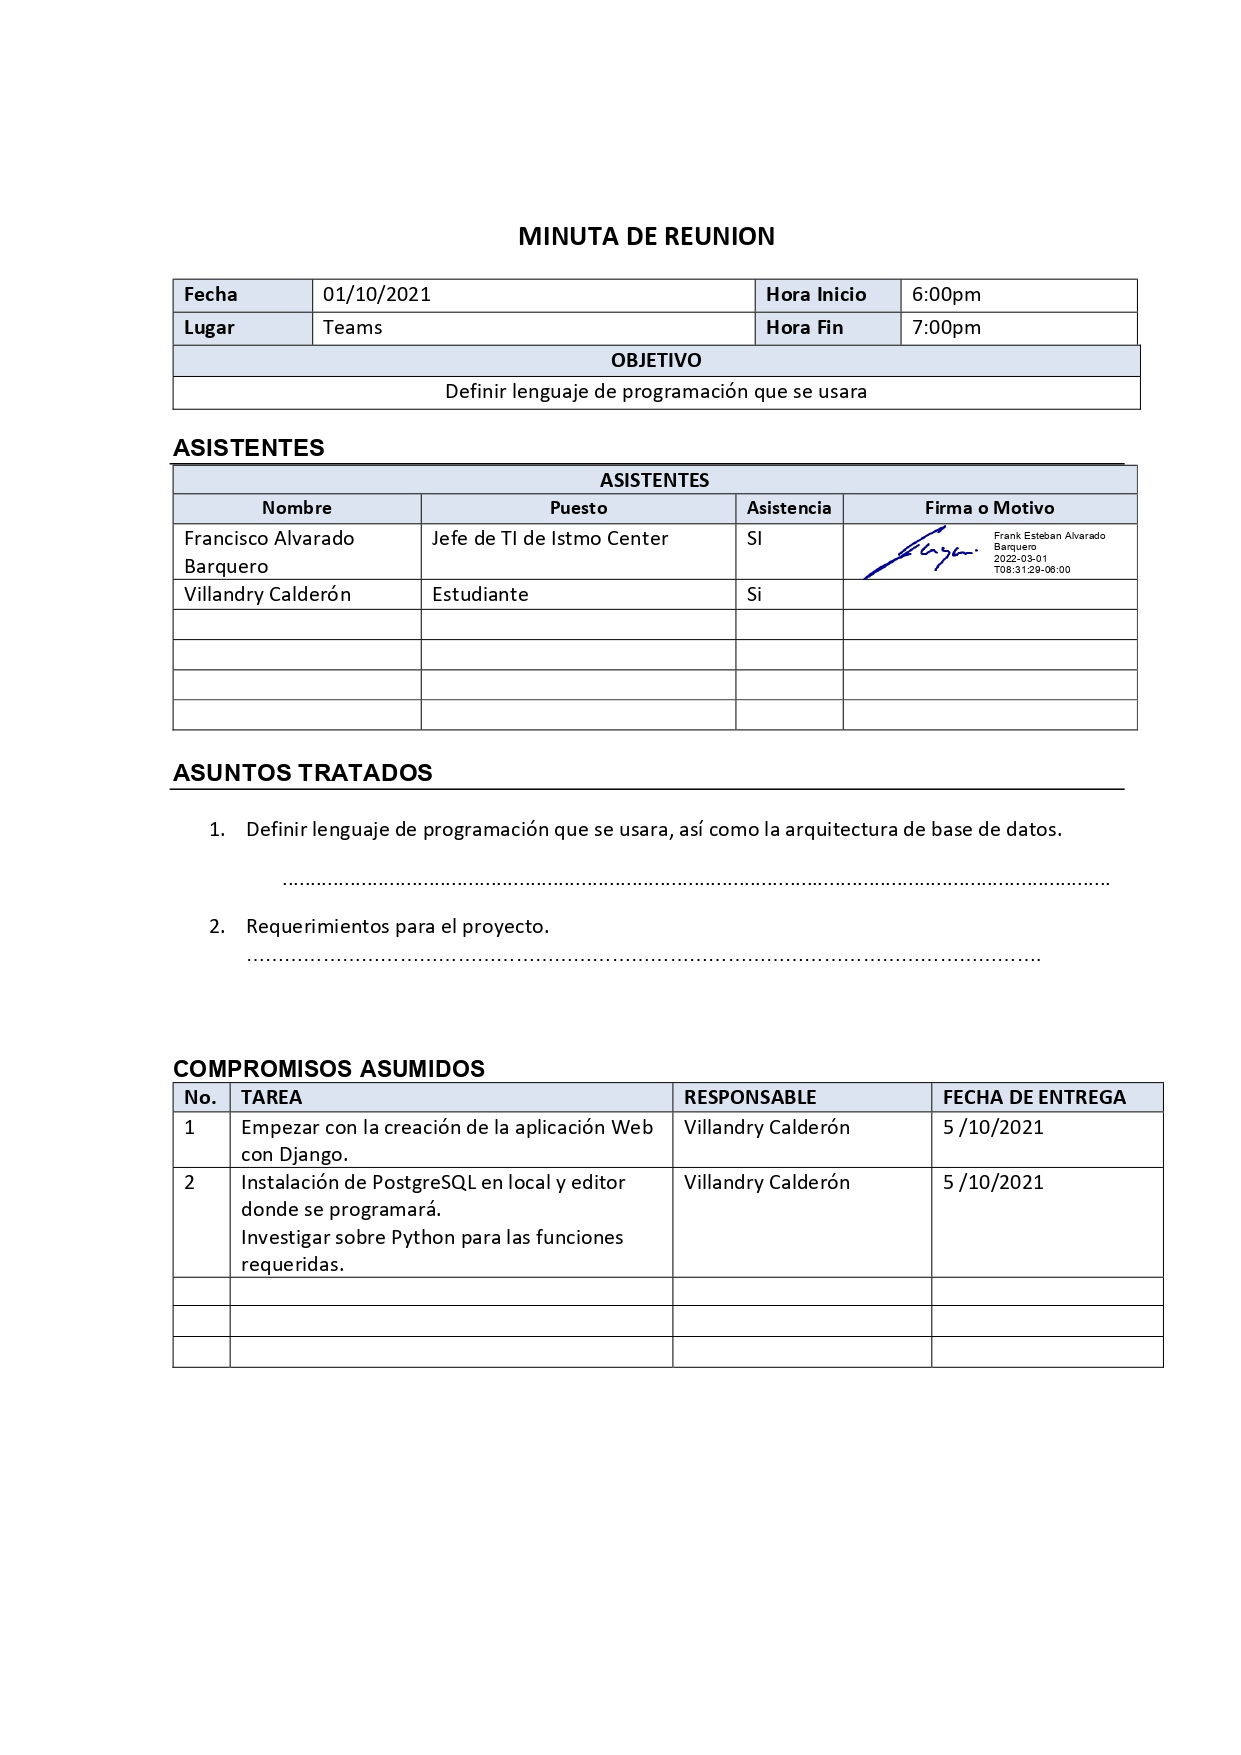 MINUTA DE REUNION
Fecha 01/10/2021 Hora Inicio 6:00pm
Lugar Teams Hora Fin 7:00pm
OBJETIVO
Definir lenguaje de programación que se usara
ASISTENTES
ASISTENTES
Nombre Puesto Asistencia Firma o Motivo
Francisco Alvarado Barquero Jefe de TI de Istmo Center SI
Frank Esteban Alvarado
Barquero
2022-03-01
T08:31:29-06:00
Villandry Calderón Estudiante Si
ASUNTOS TRATADOS
1. Definir lenguaje de programación que se usara, así como la arquitectura de base de datos.
2. Requerimientos para el proyecto.
COMPROMISOS ASUMIDOS
No. TAREA RESPONSABLE FECHA DE ENTREGA
1 Empezar con la creación de la aplicación Web Villandry Calderón 5 /10/2021
con Django.
2 Instalación de PostgreSQL en local y editor Villandry Calderón 5 /10/2021
donde se programará.
Investigar sobre Python para las funciones
requeridas.